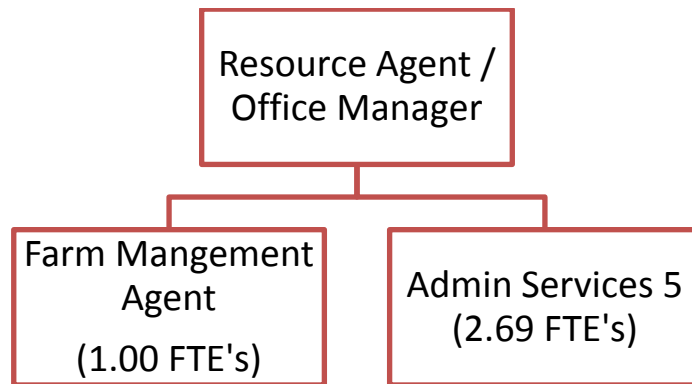 Resource Agent /
Office Manager
Farm Mangement
Agent
(1.00 FTE's)
Admin Services 5
(2.69 FTE's)